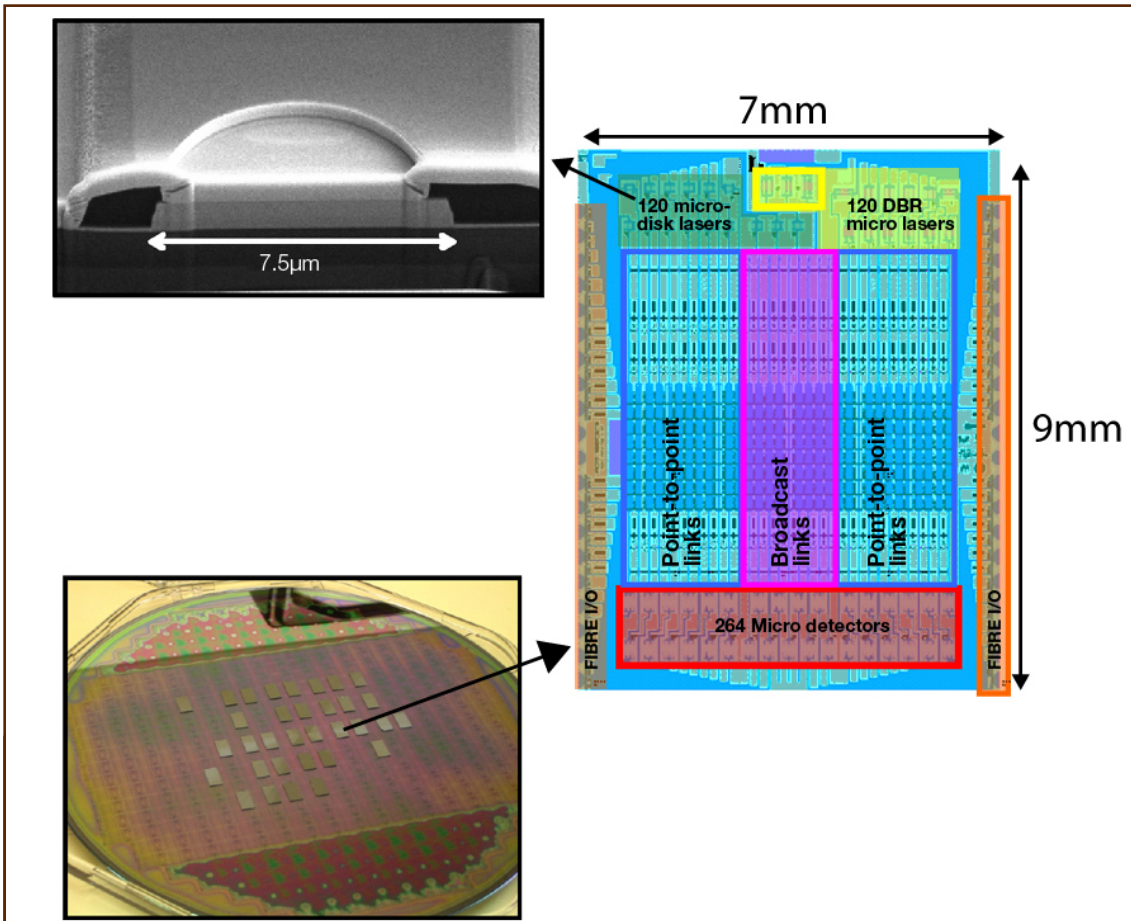 7.5µm
7mm
120 micro-
disk lasers
120 DBR
micro lasers
9mm
Point-to-point
links
Broadcast
links
Point-to-point
links
FIBRE I/O
264 Micro detectors
FIBRE I/O